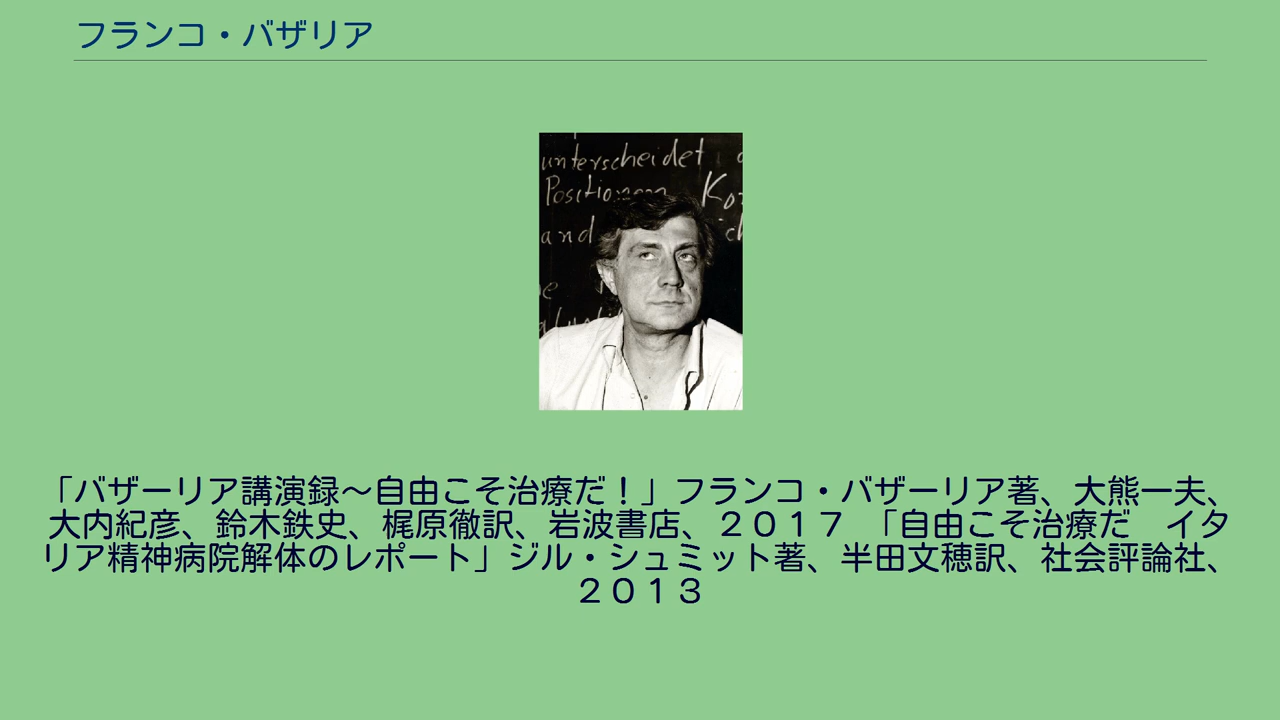 フランコ・バザリア
unterscheidet
Positionen Ko
and ch
e
「バザーリア講演録～自由こそ治療だ！」フランコ・バザーリア著、大熊一夫、
大内紀彦、鈴木鉄史、梶原徹訳、岩波書店、２０１７　「自由こそ治療だ　イタ
リア精神病院解体のレポート」ジル・シュミット著、半田文穂訳、社会評論社、
２０１３